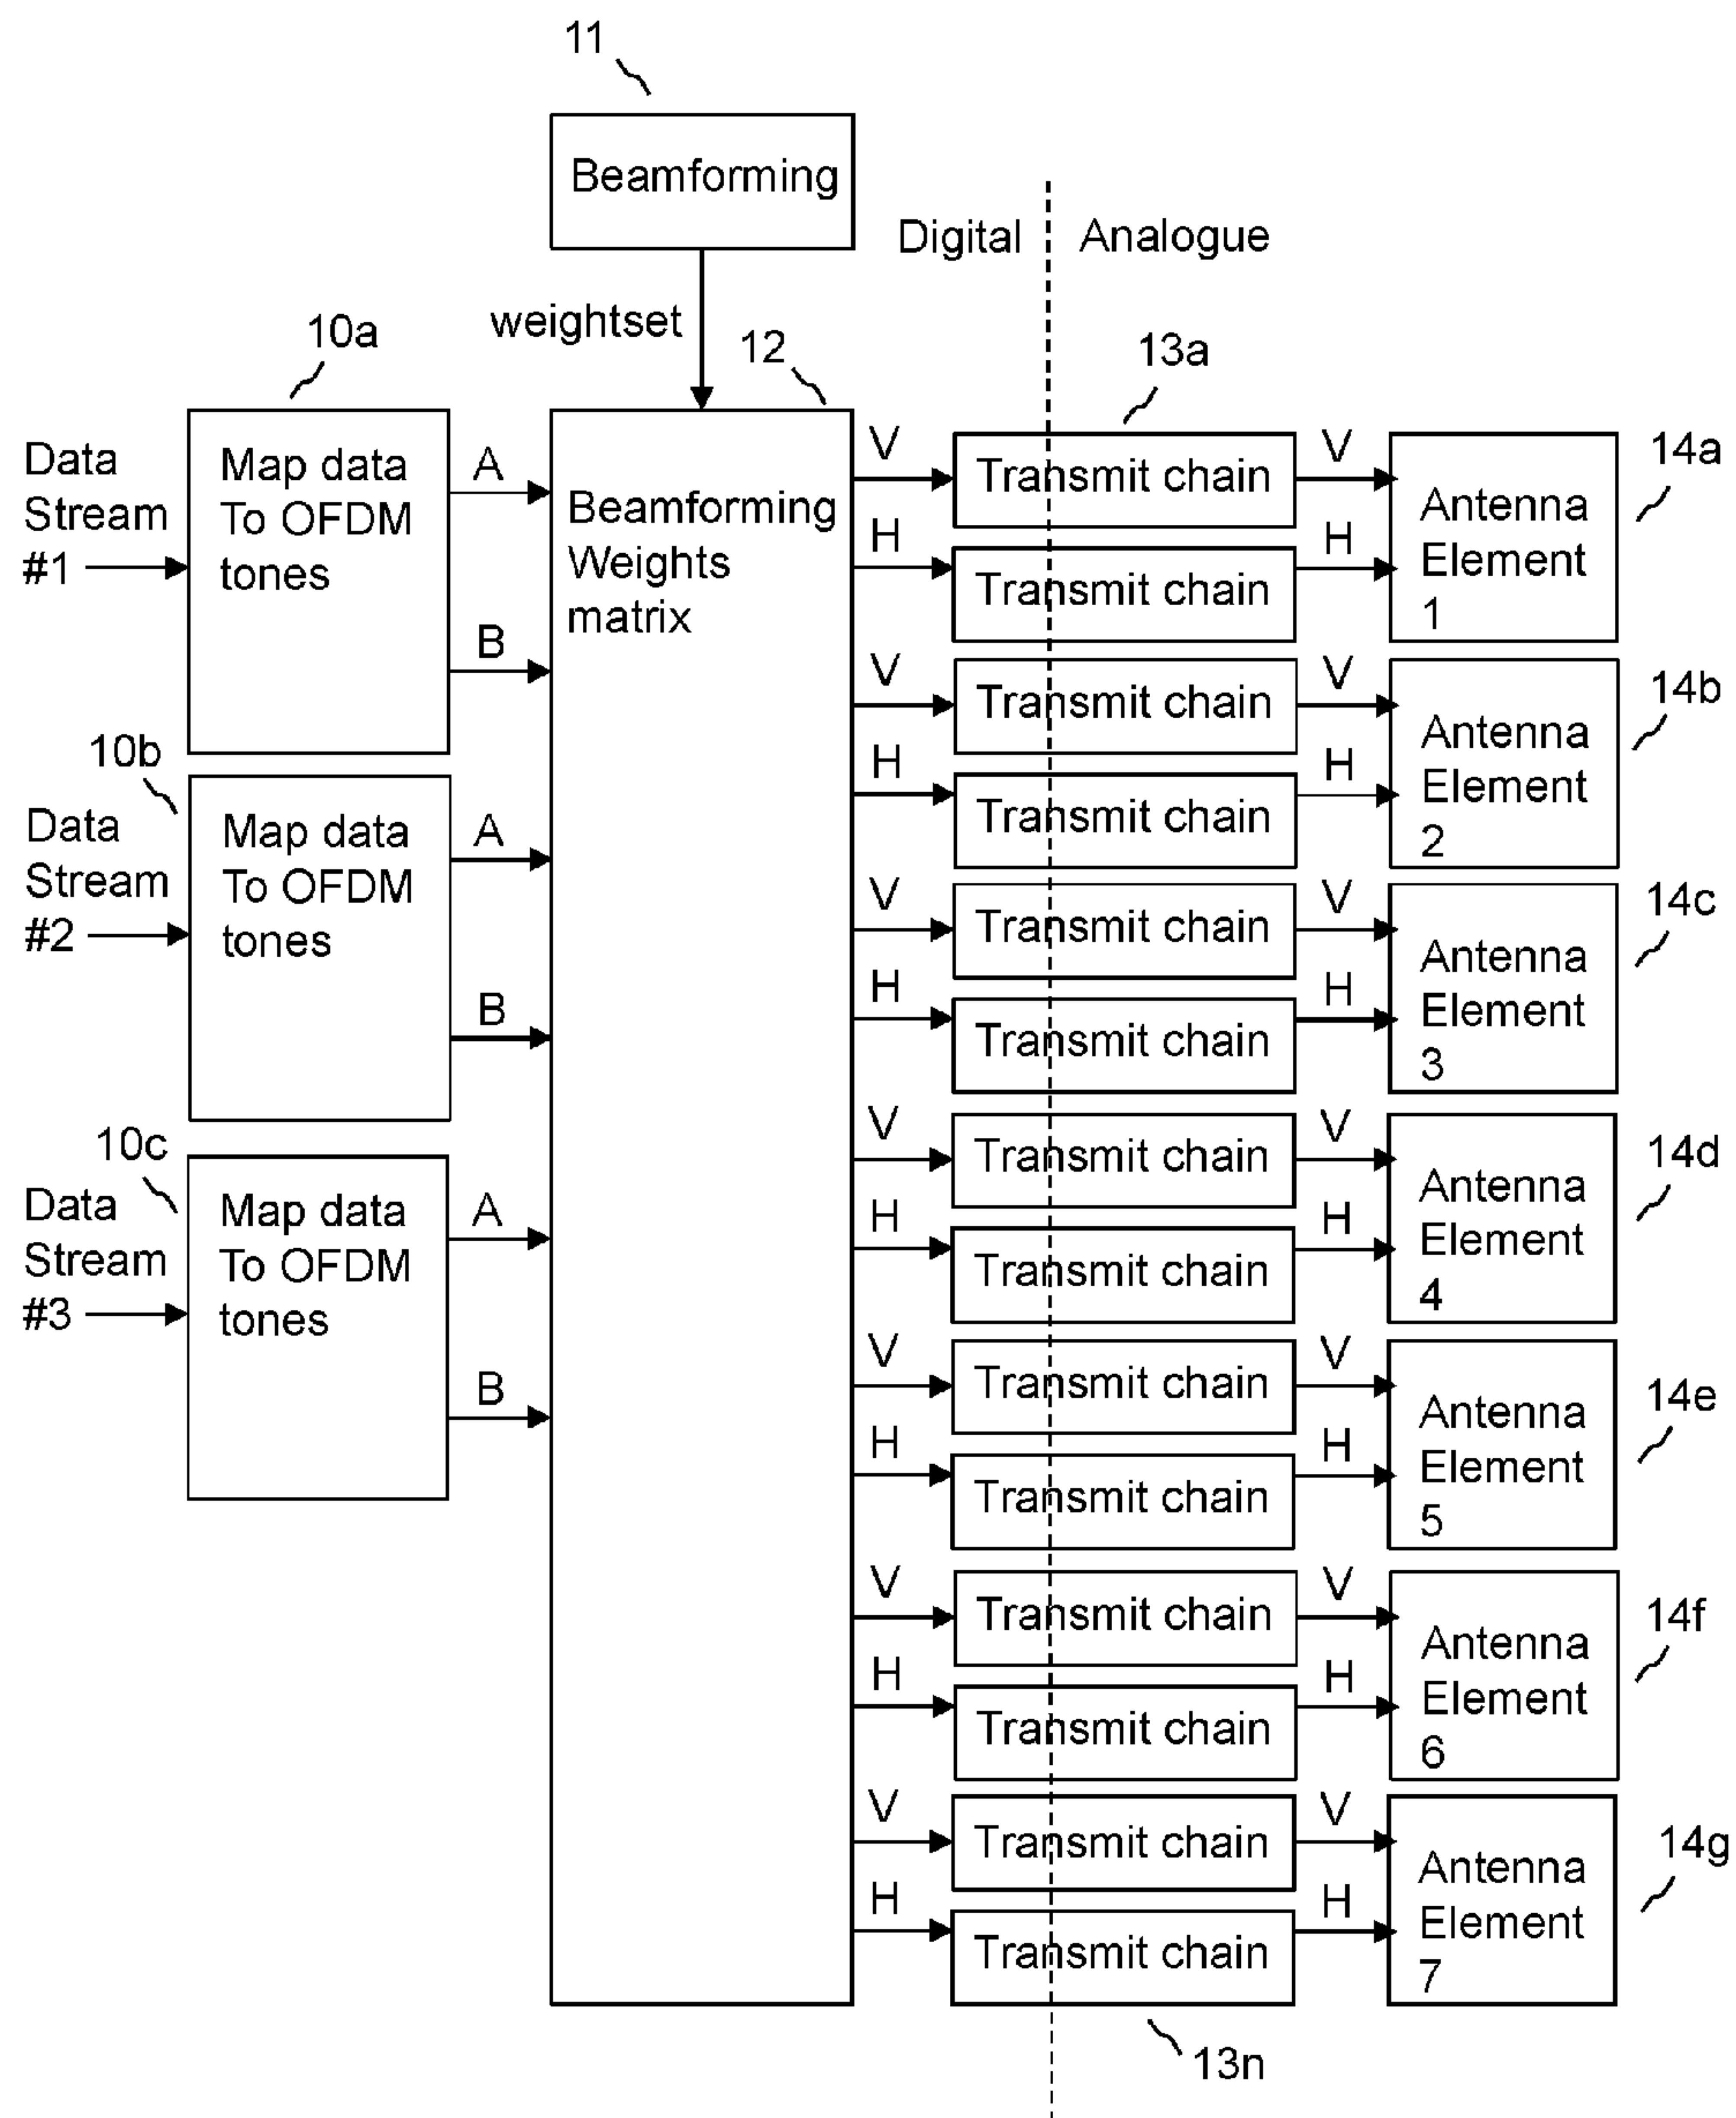 11
Beamforming
Digital
Analogue
weightset
10a
12
13a
Data
Stream
#1
Map data
To OFDM
tones
A
B
Beamforming
Weights
matrix
V
H
Transmit chain
Transmit chain
V
H
Antenna
Element
1
14a
V
H
Transmit chain
Transmit chain
V
H
Antenna
Element
2
14b
10b
Data
Stream
#2
Map data
To OFDM
tones
A
B
V
H
Transmit chain
Transmit chain
V
H
Antenna
Element
3
14c
10c
Data
Stream
#3
Map data
To OFDM
tones
A
B
V
H
Transmit chain
Transmit chain
V
H
Antenna
Element
4
14d
V
H
Transmit chain
Transmit chain
V
H
Antenna
Element
5
14e
V
H
Transmit chain
Transmit chain
V
H
Antenna
Element
6
14f
V
H
Transmit chain
Transmit chain
V
H
Antenna
Element
7
14g
13n